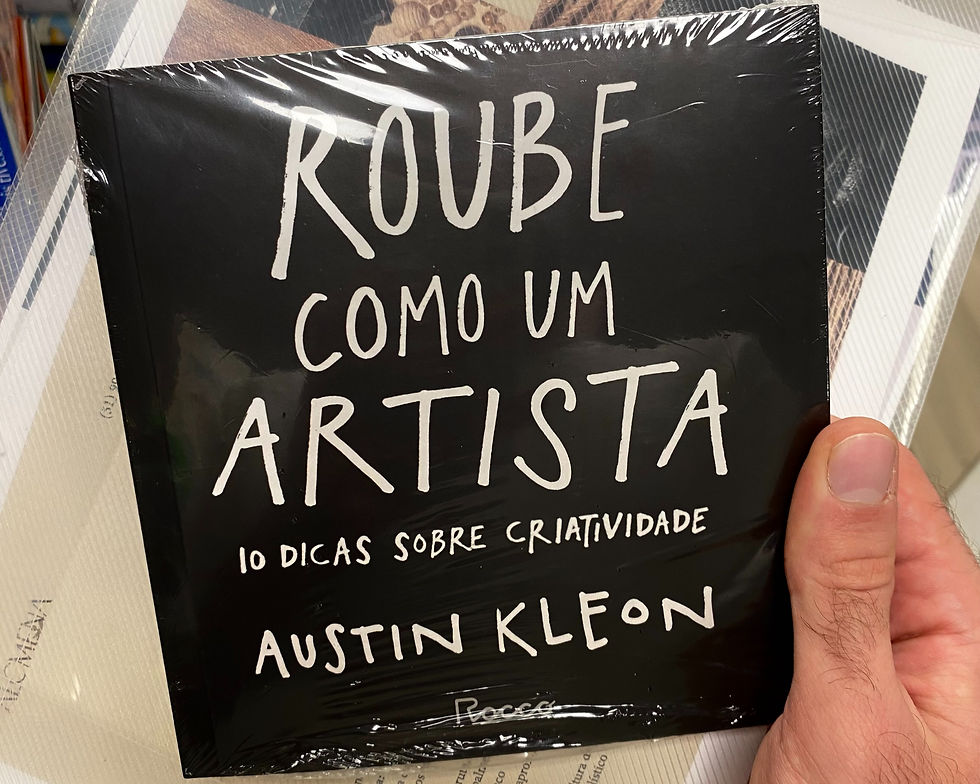 ROUBE
COMO UM
ARTISTA
10 DICAS SOBRE CRIATIVIDADE
AUSTIN KLEON
Rocco